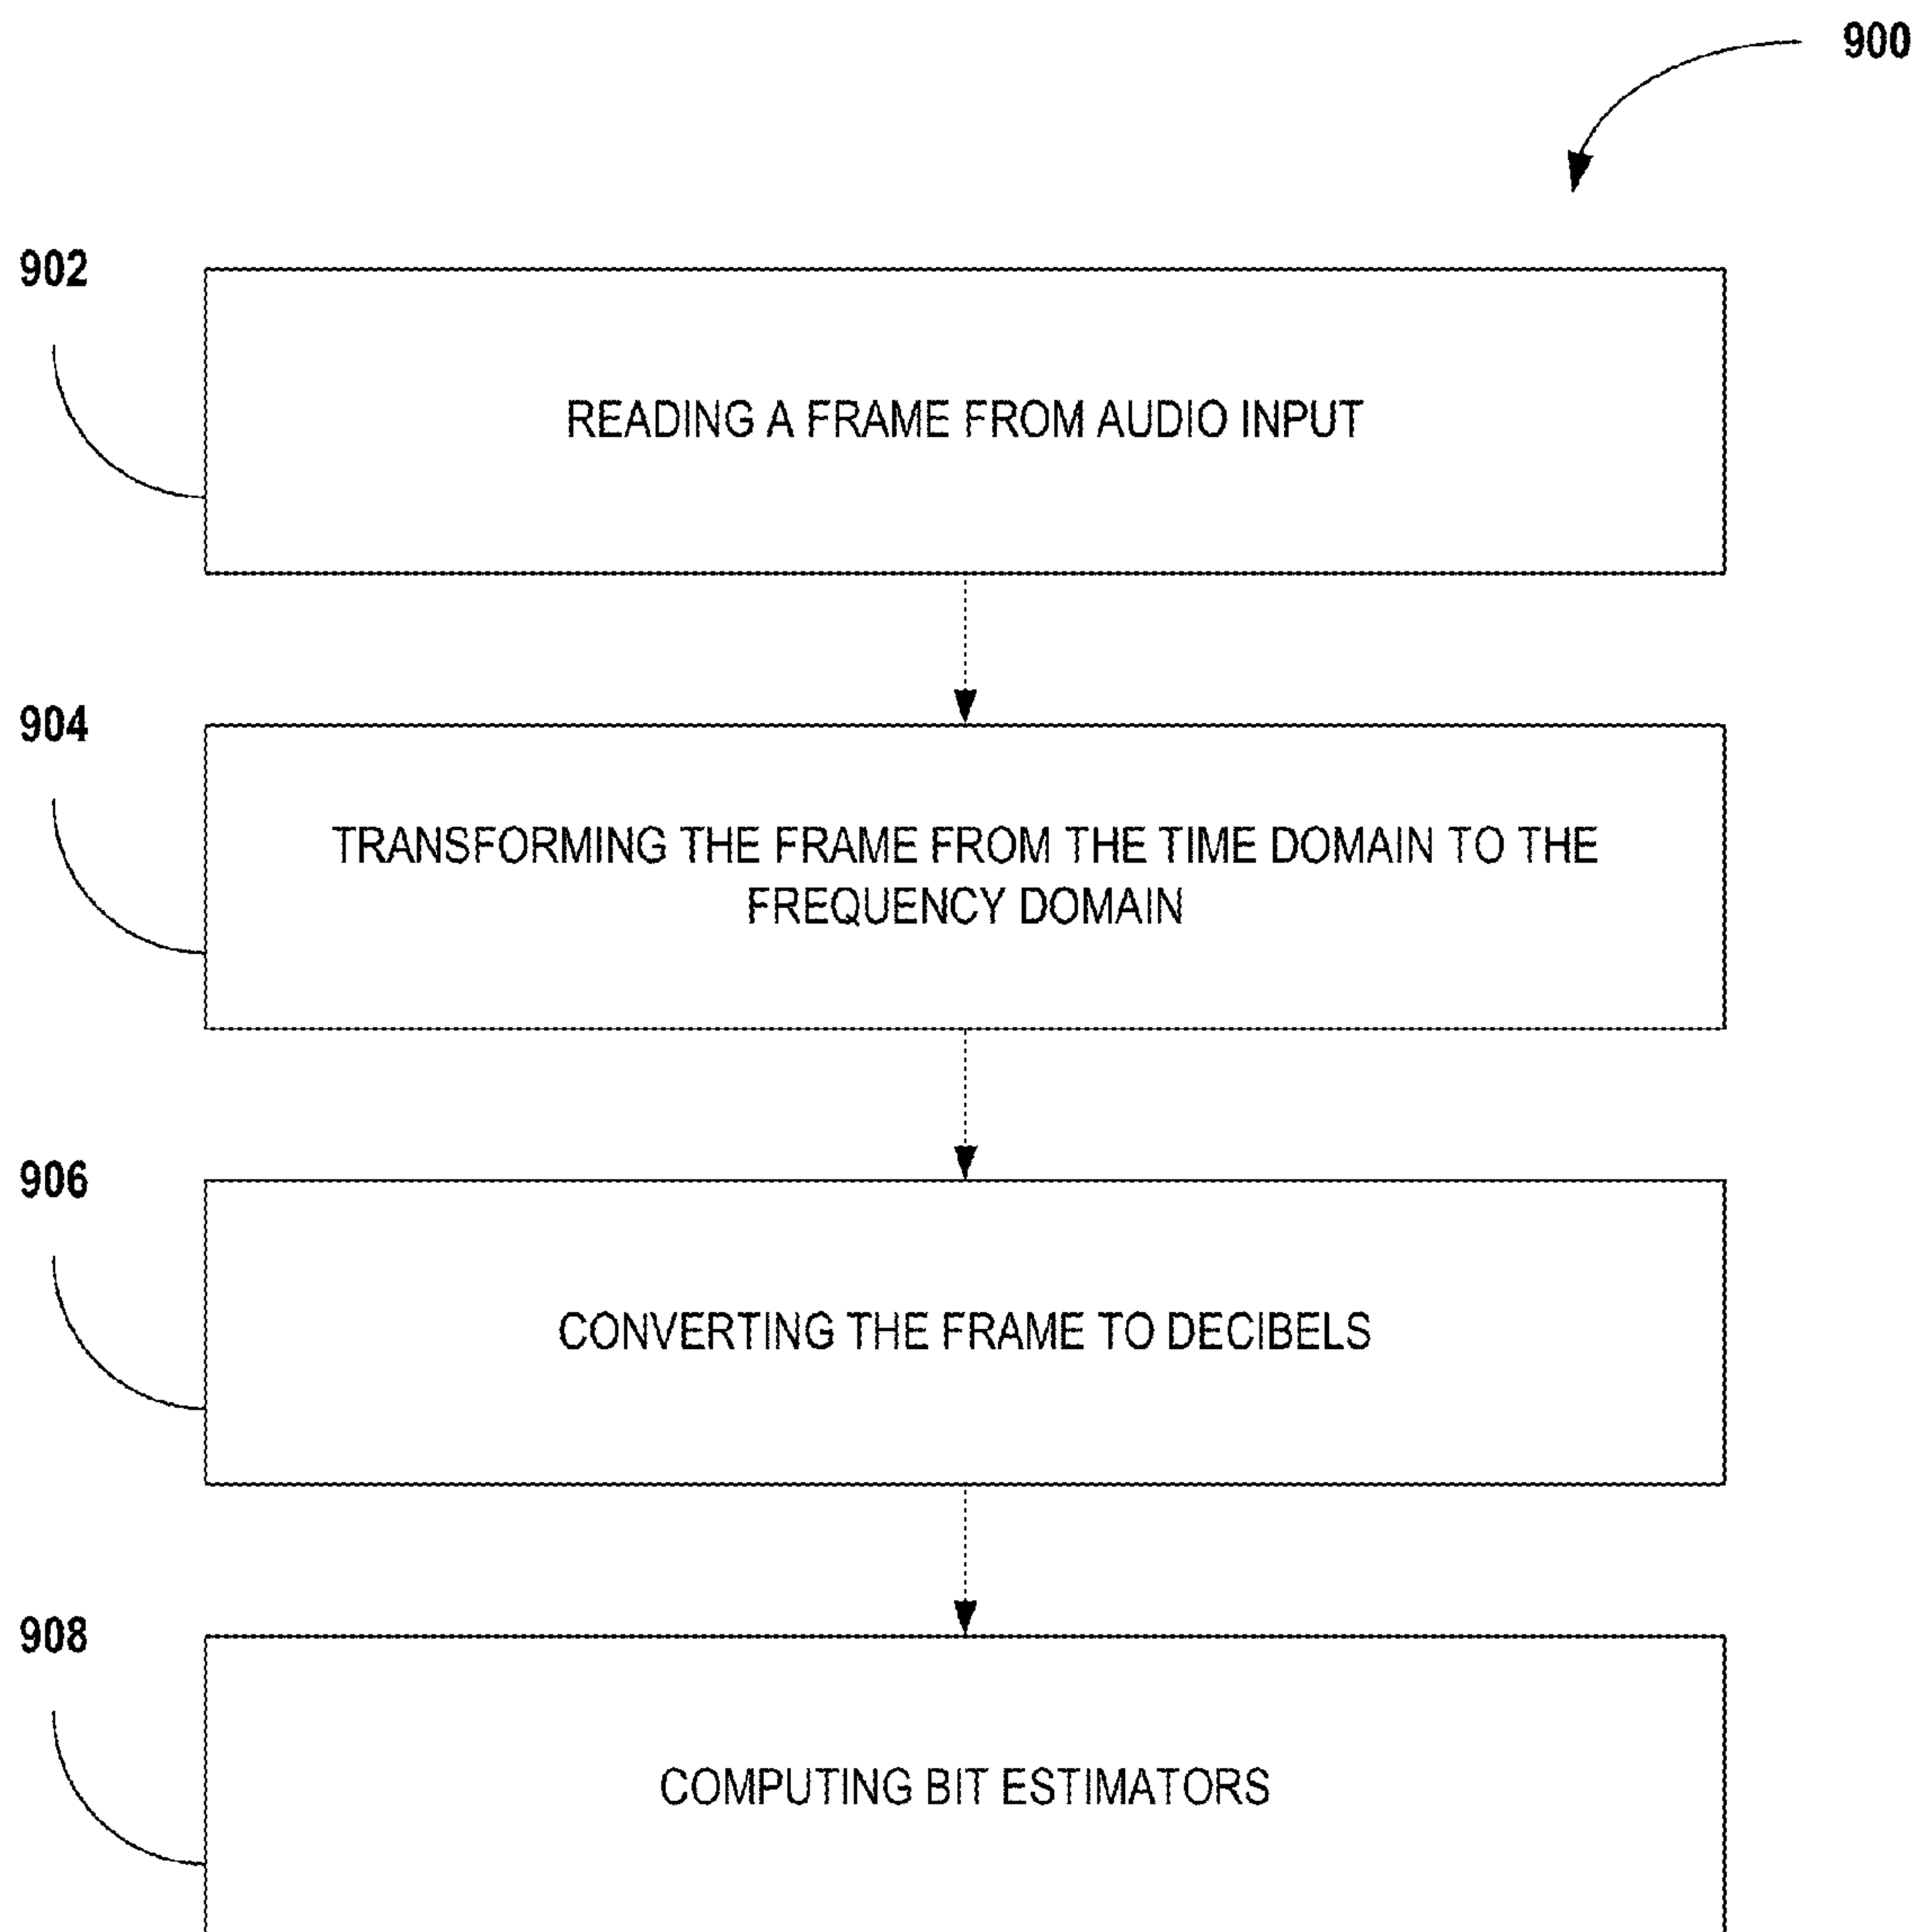 900
902
READING A FRAME FROM AUDIO INPUT
904
TRANSFORMING THE FRAME FROM THE TIME DOMAIN TO THE
FREQUENCY DOMAIN
906
CONVERTING THE FRAME TO DECIBELS
908
COMPUTING BIT ESTIMATORS